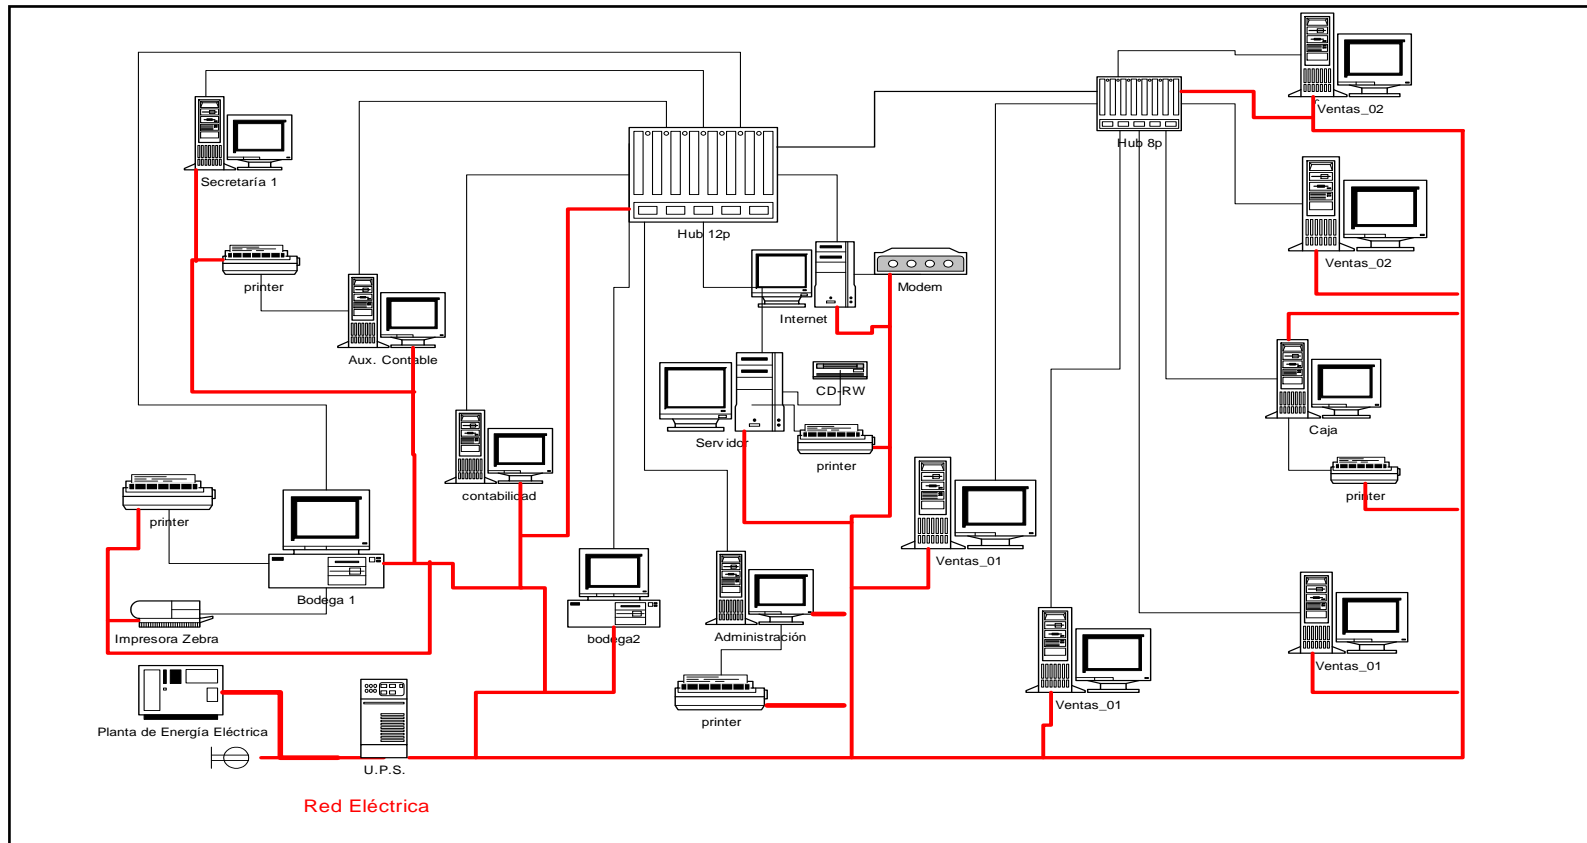 Ventas_02
Hub 8p
Secretaría 1
Hub 12p
Ventas_02
printer
Modem
Internet
Aux. Contable
CD-RW
Caja
Servidor
printer
contabilidad
printer
printer
Ventas_01
Bodega 1
Impresora Zebra
bodega2
Administración
Ventas_01
Ventas_01
printer
Planta de Energía Eléctrica
U.P.S.
Red Eléctrica